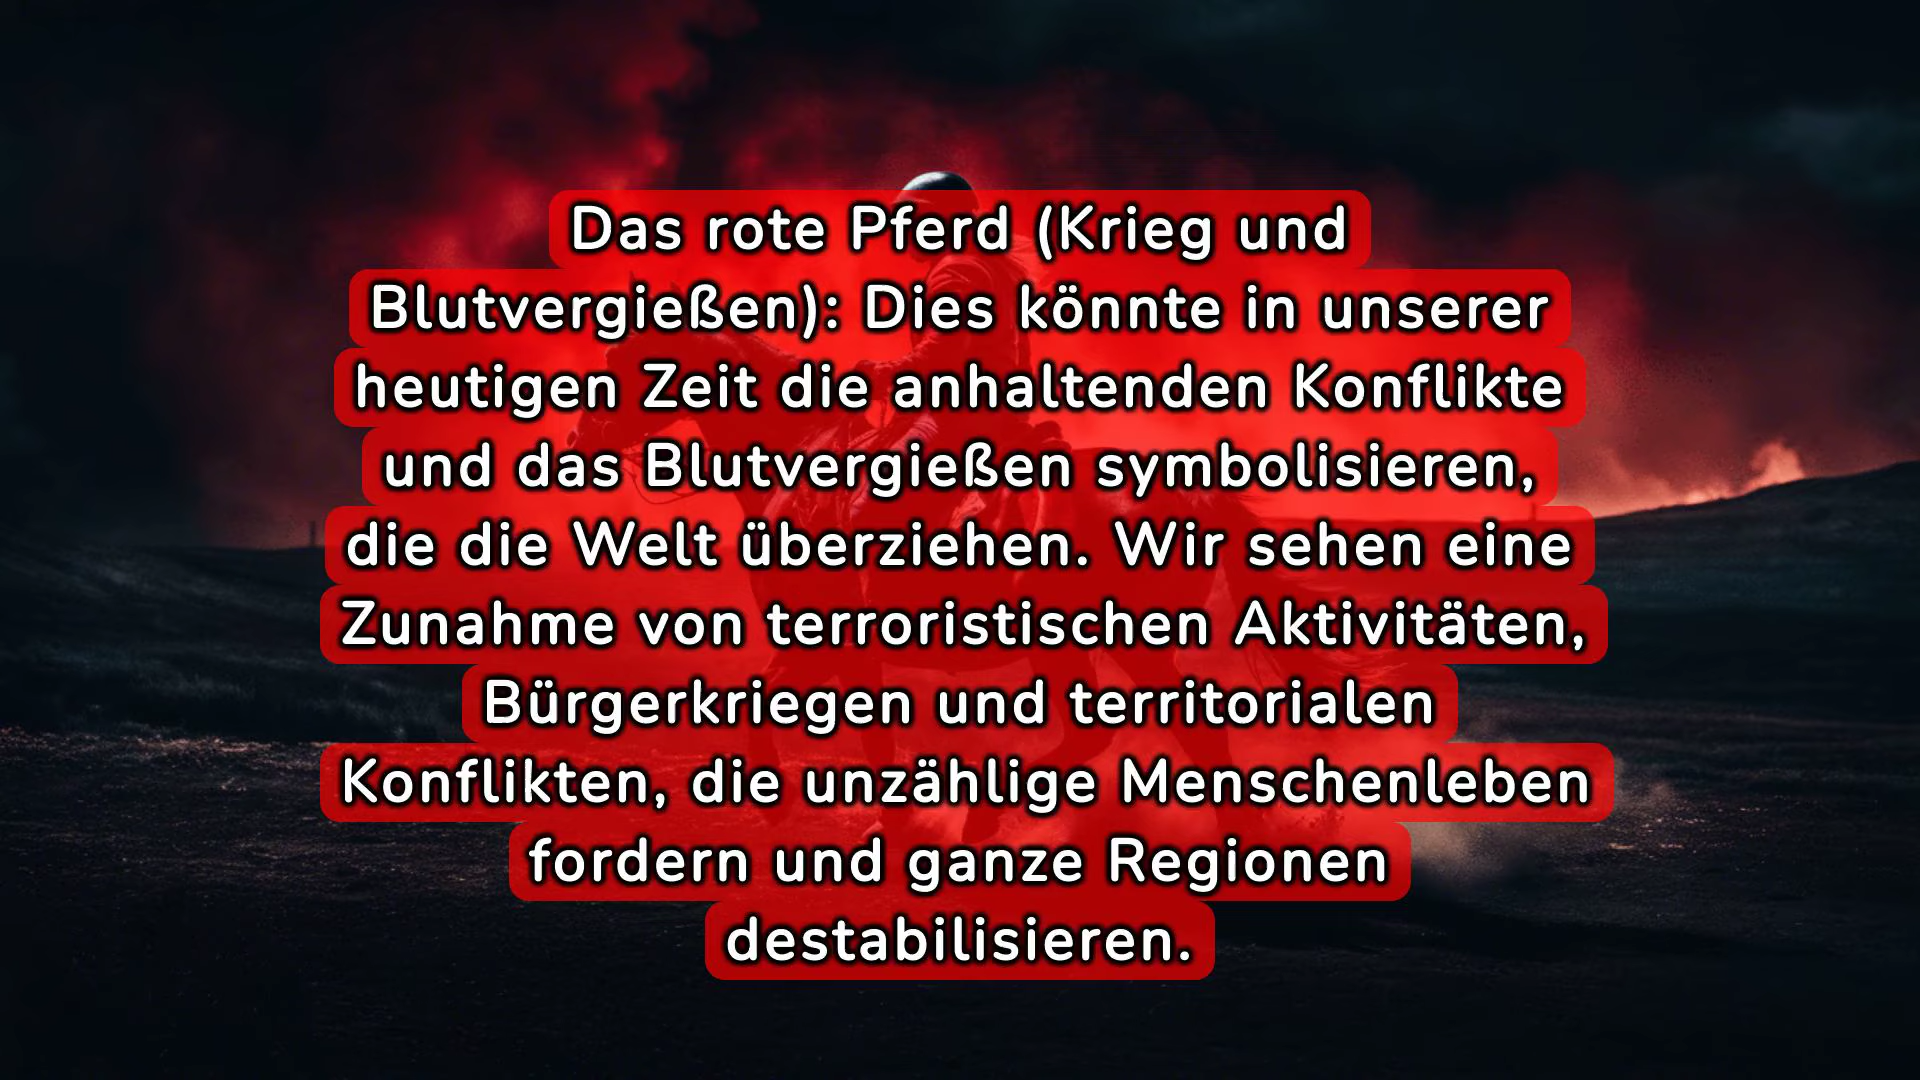 Das rote Pferd (Krieg und
Blutvergießen): Dies könnte in unserer
heutigen Zeit die anhaltenden Konflikte
und das Blutvergießen symbolisieren,
die die Welt überziehen. Wir sehen eine
Zunahme von terroristischen Aktivitäten,
Bürgerkriegen und territorialen
Konflikten, die unzählige Menschenleben
fordern und ganze Regionen
destabilisieren.